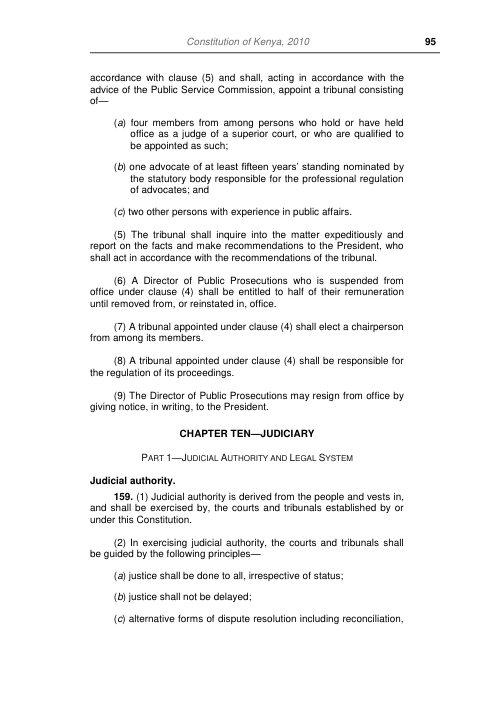 Constitution of Kenya, 2010 95
accordance with clause (5) and shall, acting in accordance with the
advice of the Public Service Commission, appoint a tribunal consisting
of—
(a) four members from among persons who hold or have held
office as a judge of a superior court, or who are qualified to
be appointed as such;
(b) one advocate of at least fifteen years' standing nominated by
the statutory body responsible for the professional regulation
of advocates; and
(c) two other persons with experience in public affairs.
(5) The tribunal shall inquire into the matter expeditiously and
report on the facts and make recommendations to the President, who
shall act in accordance with the recommendations of the tribunal.
(6) A Director of Public Prosecutions who is suspended from
office under clause (4) shall be entitled to half of their remuneration
until removed from, or reinstated in, office.
(7) A tribunal appointed under clause (4) shall elect a chairperson
from among its members.
(8) A tribunal appointed under clause (4) shall be responsible for
the regulation of its proceedings.
(9) The Director of Public Prosecutions may resign from office by
giving notice, in writing, to the President.
CHAPTER TEN—JUDICIARY
PART 1—JUDICIAL AUTHORITY AND LEGAL SYSTEM
Judicial authority.
159. (1) Judicial authority is derived from the people and vests in,
and shall be exercised by, the courts and tribunals established by or
under this Constitution.
(2) In exercising judicial authority, the courts and tribunals shall
be guided by the following principles—
(a) justice shall be done to all, irrespective of status;
(b) justice shall not be delayed;
(c) alternative forms of dispute resolution including reconciliation,